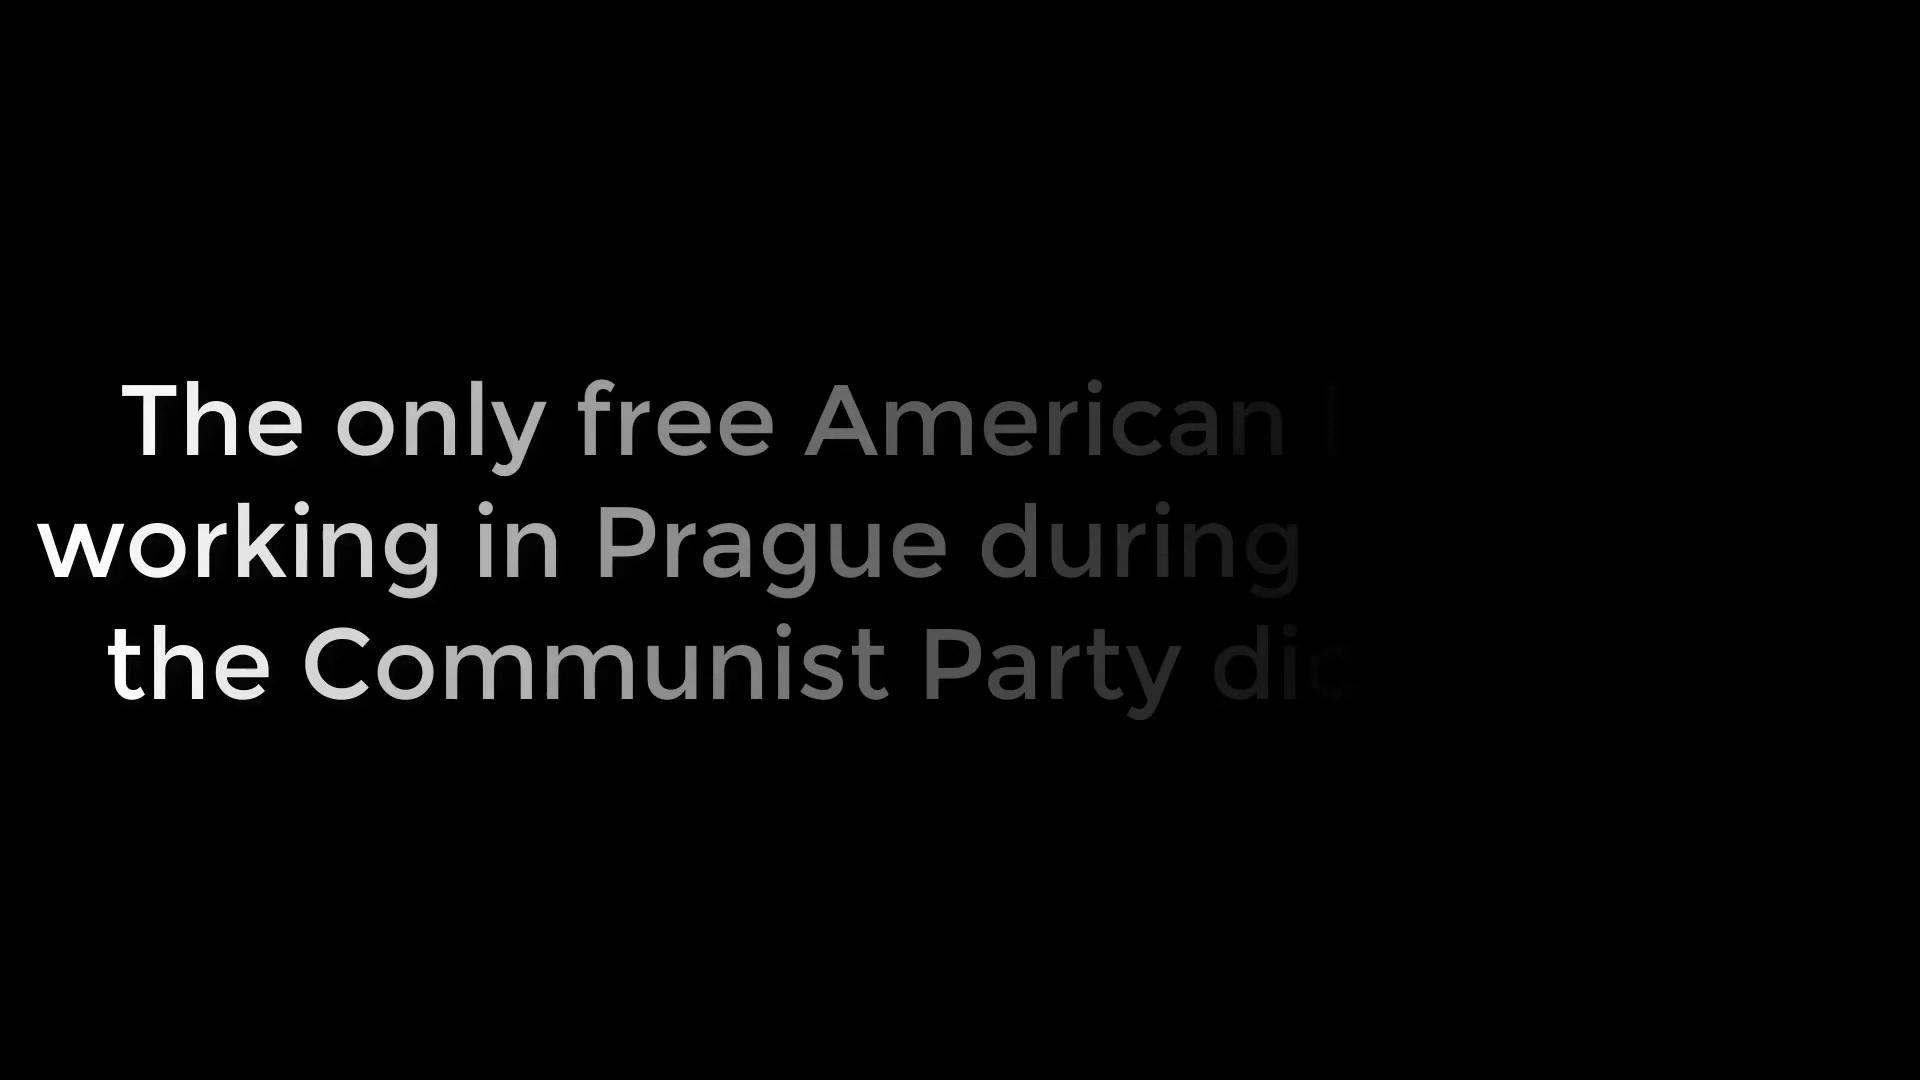 The only free American
working in Prague during
the Communist Party